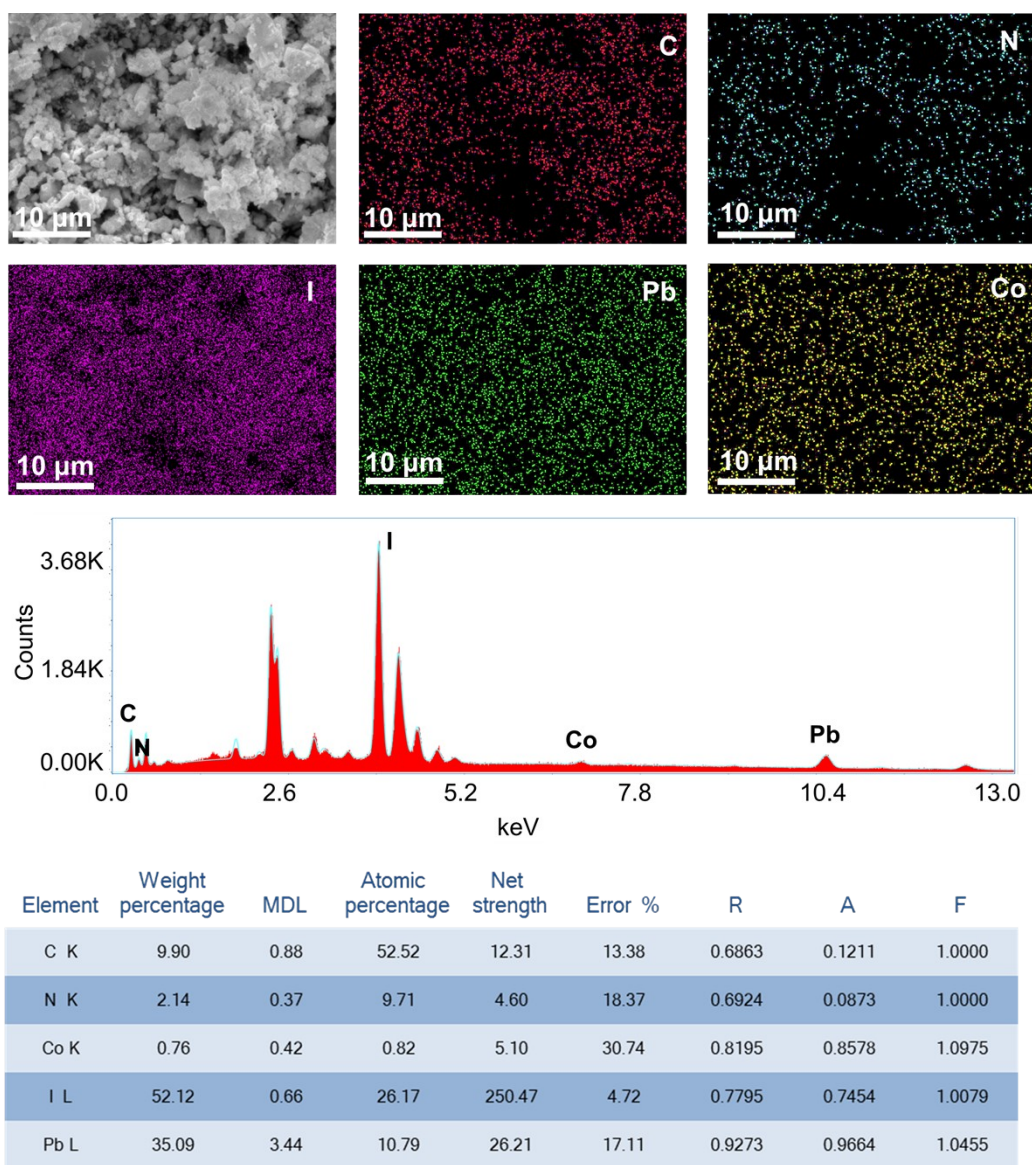 C
N
10 µm
10 µm
10 µm
I
Pb
Co
10 µm
10 µm
10 µm
3.68K
1.84K
0.00K
Counts
C
N
I
Co
Pb
0.0
2.6
5.2
7.8
10.4
13.0
keV
Element Weight percentage MDL Atomic percentage Net strength Error % R A F
C K 9.90 0.88 52.52 12.31 13.38 0.6863 0.1211 1.0000
N K 2.14 0.37 9.71 4.60 18.37 0.6924 0.0873 1.0000
Co K 0.76 0.42 0.82 5.10 30.74 0.8195 0.8578 1.0975
I L 52.12 0.66 26.17 250.47 4.72 0.7795 0.7454 1.0079
Pb L 35.09 3.44 10.79 26.21 17.11 0.9273 0.9664 1.0455